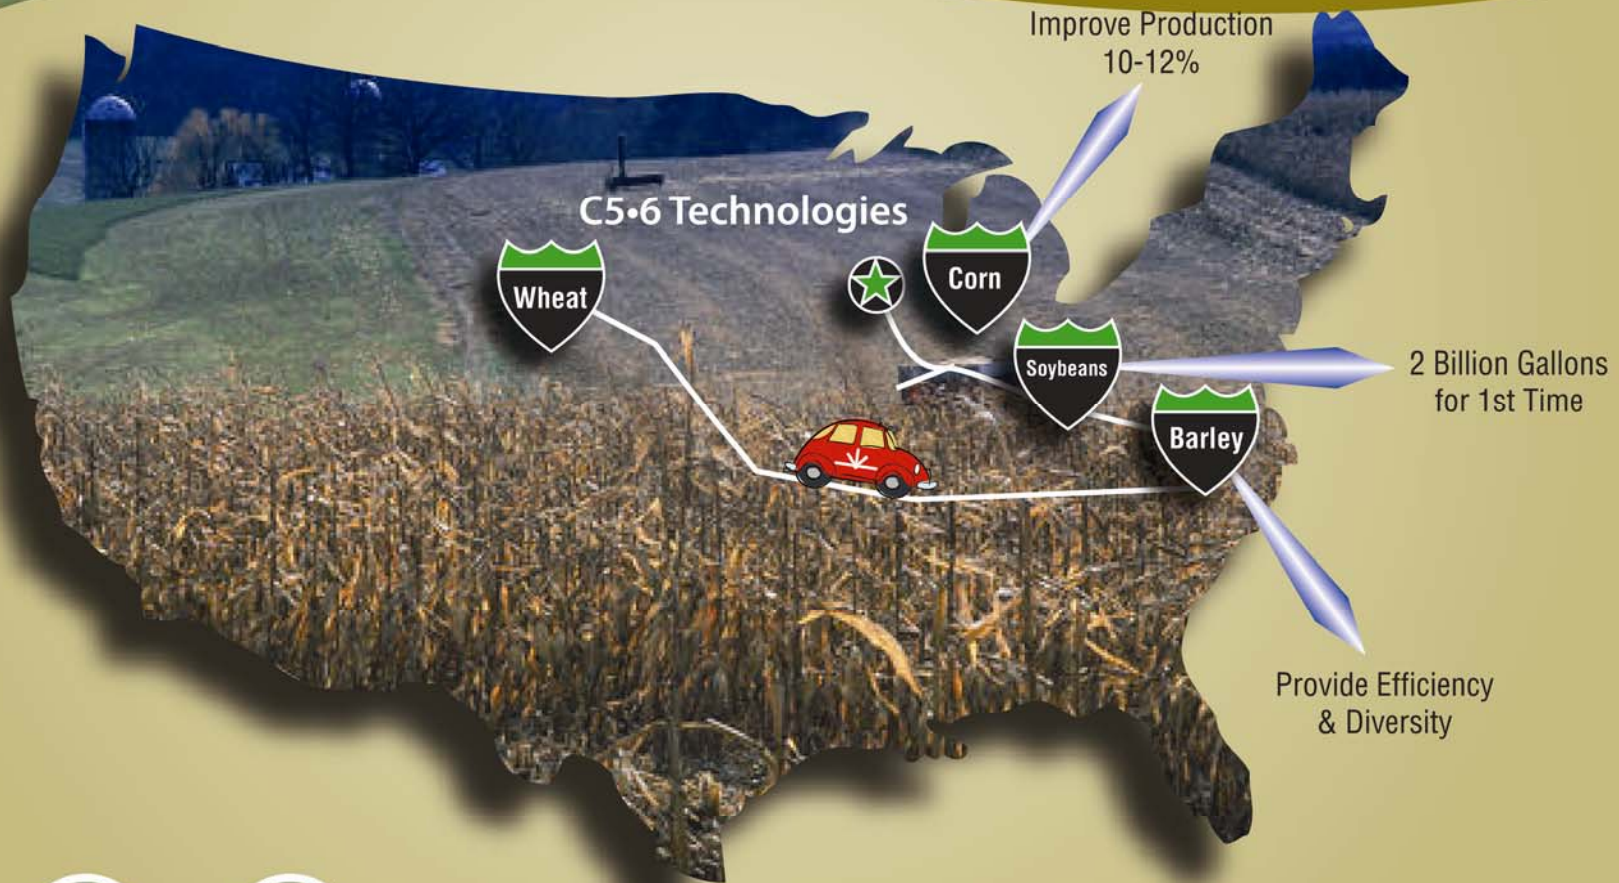 Improve Production
10-12%
C5•6 Technologies
Wheat
Corn
Soybeans
2 Billion Gallons
for 1st Time
Barley
Provide Efficiency
& Diversity